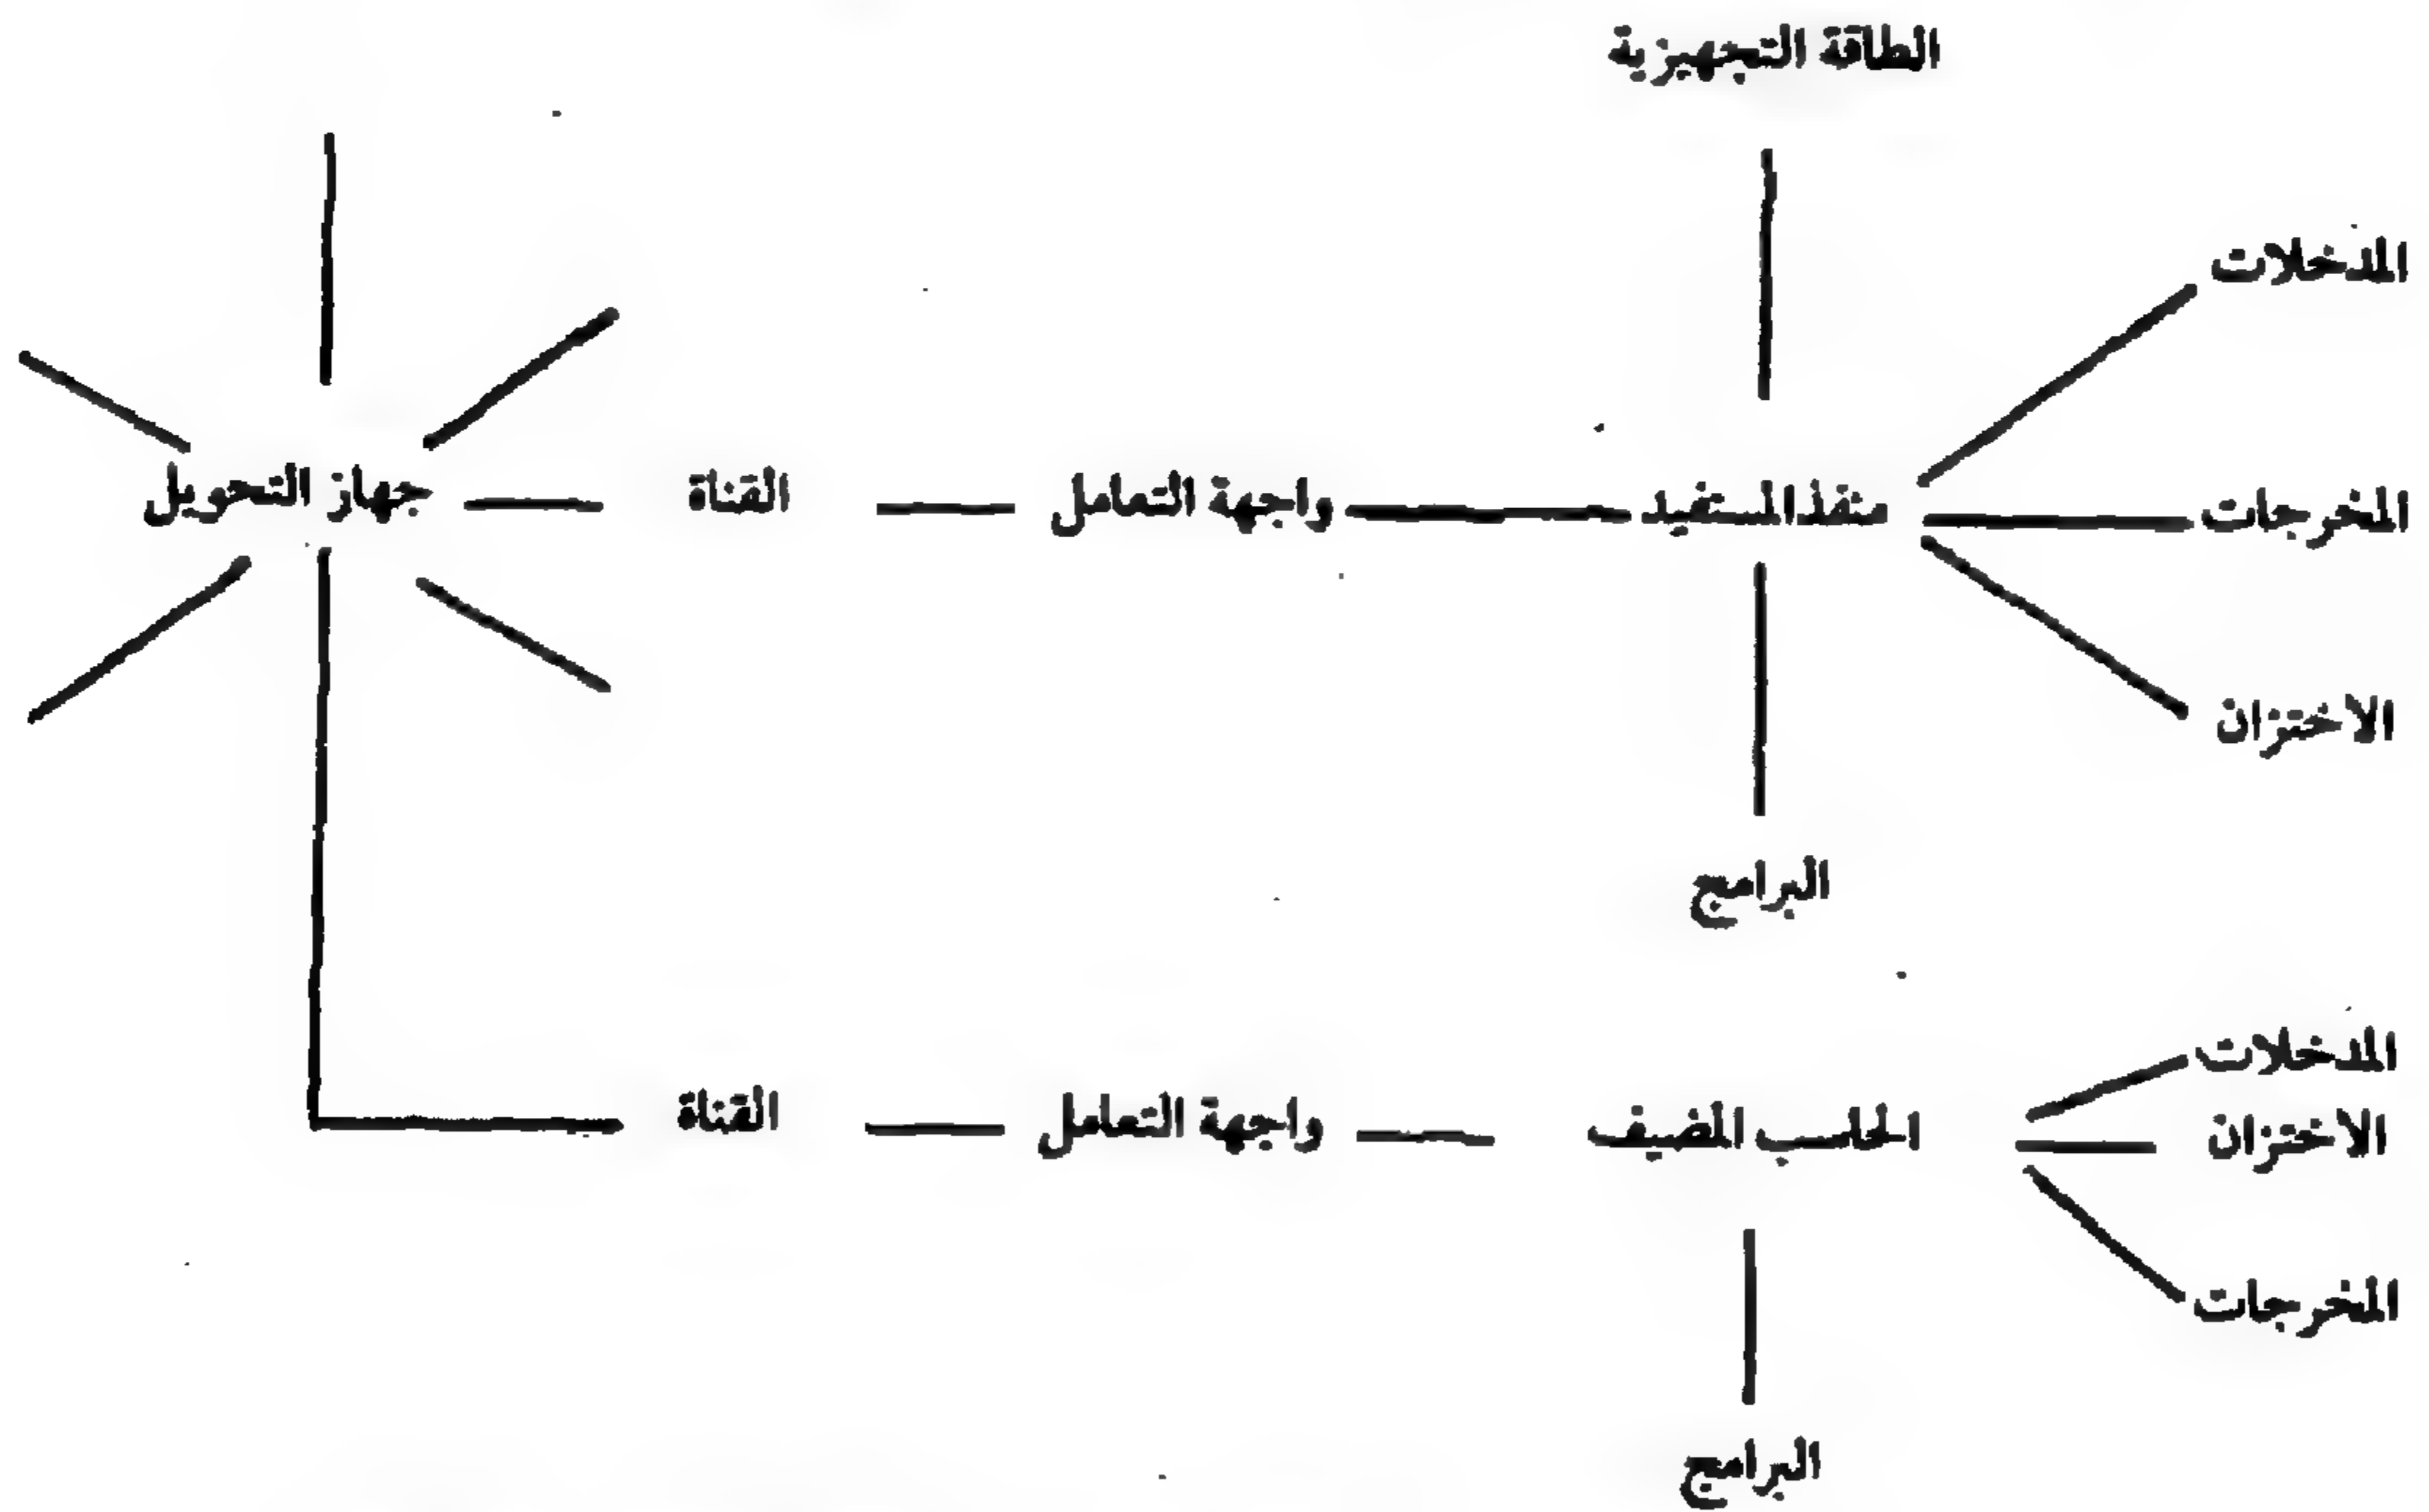 الطاقة التجهيزية
المدخلات
منفذ المستفيد
واجهة التعامل
القناة
جهاز التحويل
المخرجات
الاختزان
البرامج
المدخلات
الاختزان
الحاسب المضيف
واجهة التعامل
القناة
المخرجات
البرامج